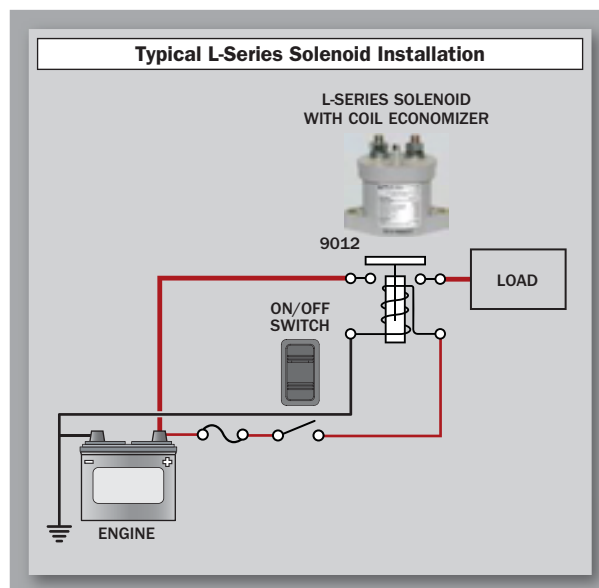 Typical L-Series Solenoid Installation
L-SERIES SOLENOID
WITH COIL ECONOMIZER
9012
LOAD
ON/OFF
SWITCH
ENGINE